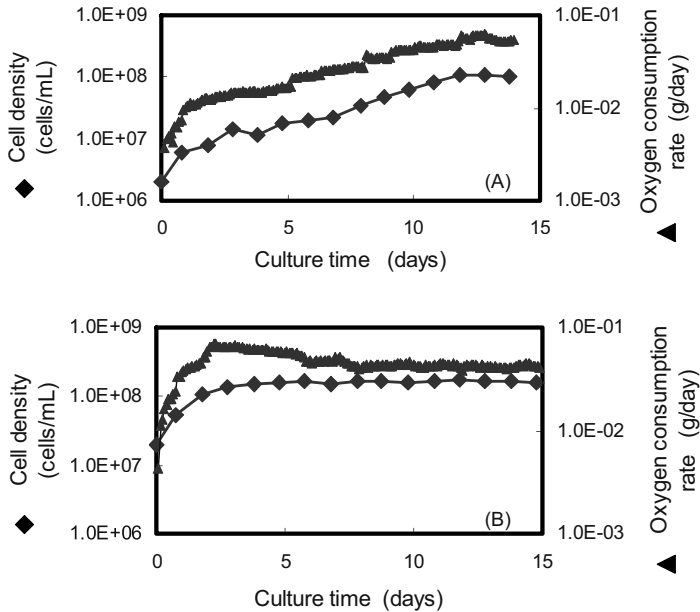 1.0E+09
1.0E+08
1.0E+07
1.0E+06
Cell density
(cells/mL)
1.0E-01
1.0E-02
1.0E-03
Oxygen consumption
rate (g/day)
(A)
0 5 10 15
Culture time (days)
1.0E+09
1.0E+08
1.0E+07
1.0E+06
Cell density
(cells/mL)
1.0E-01
1.0E-02
1.0E-03
Oxygen consumption
rate (g/day)
(B)
0 5 10 15
Culture time (days)